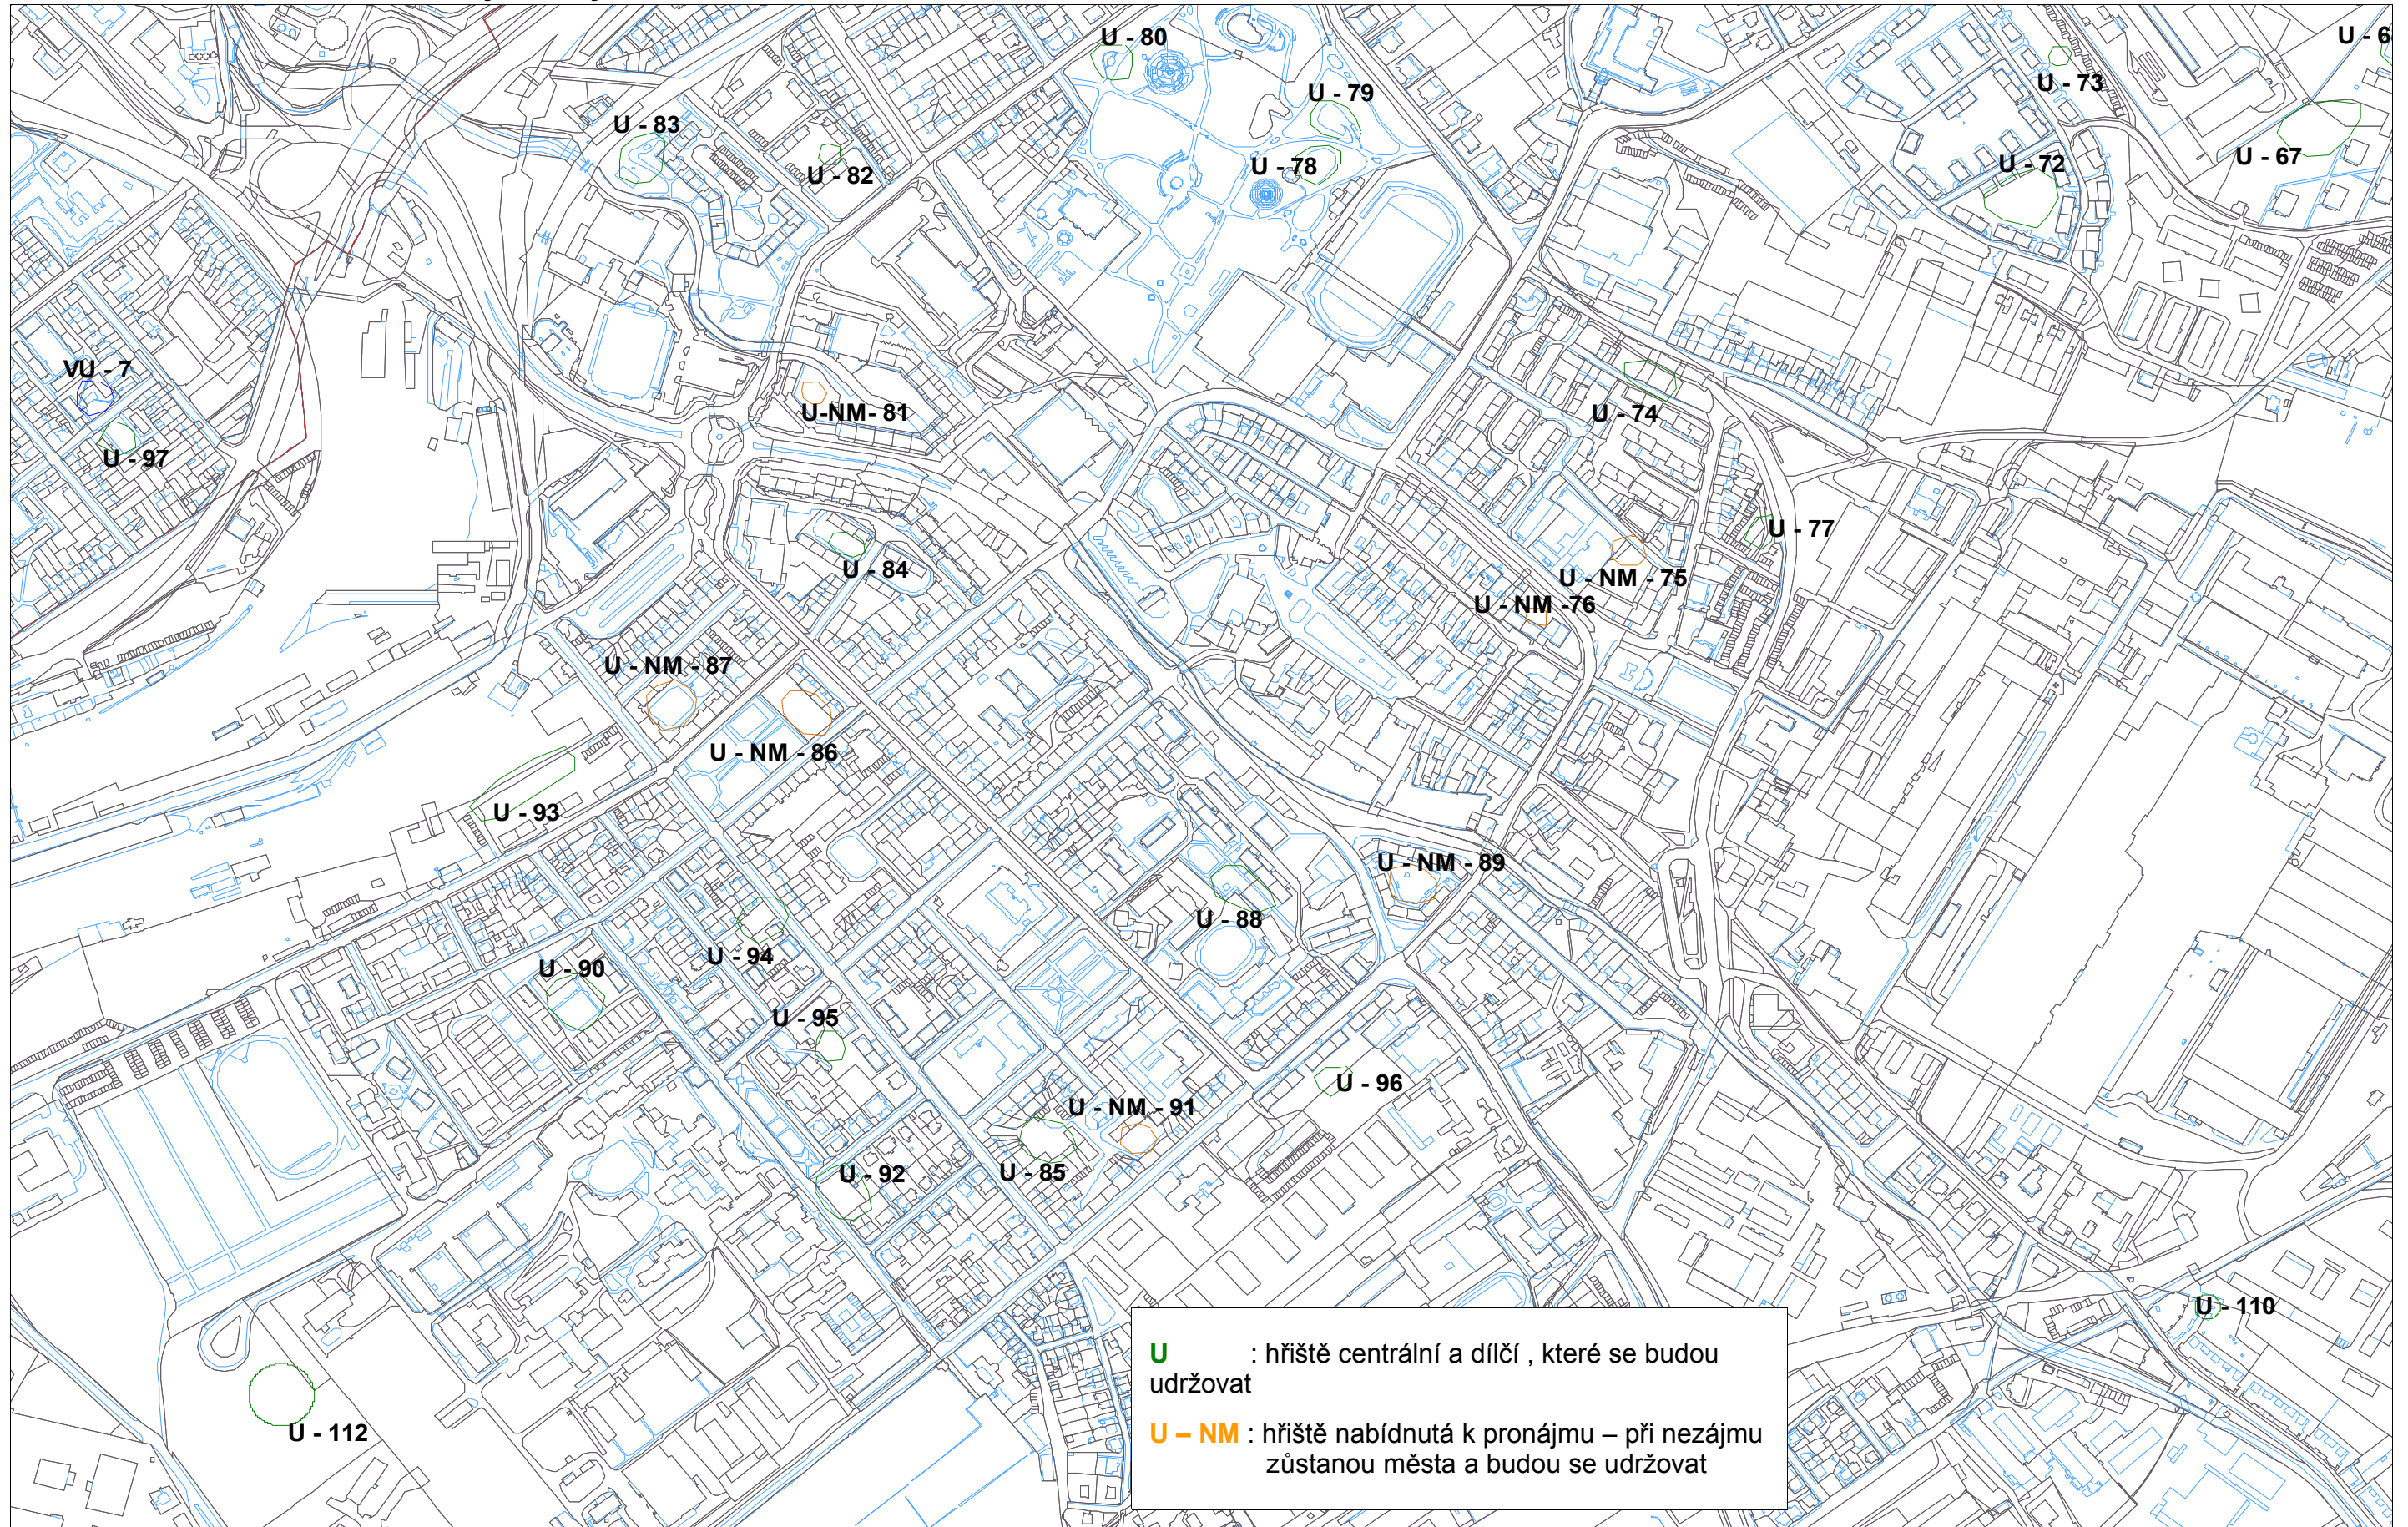 U - 80
U - 6
U - 79
U - 73
U - 83
U - 82
U - 78
U - 67
U - 72
VU - 7
U-NM- 81
U - 74
U - 97
U - 77
U - 84
U - NM - 75
U - NM -76
U - NM - 87
U - NM - 86
U - 93
U - NM - 89
U - 88
U - 94
U - 90
U - 95
U - 96
U - NM - 91
U - 92
U - 85
U - 110
U : hřiště centrální a dílčí , které se budou
udržovat
U – NM : hřiště nabídnutá k pronájmu – při nezájmu
zůstanou města a budou se udržovat
U - 112